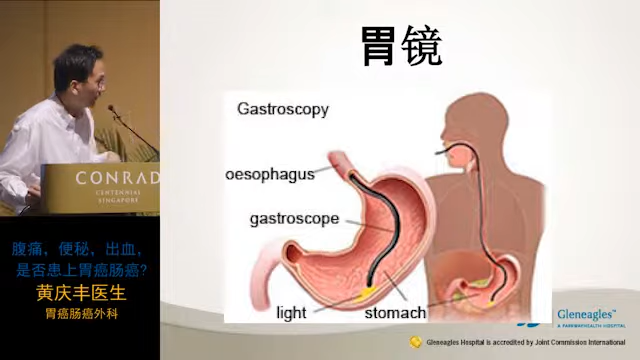 胃镜
Gastroscopy
oesophagus
gastroscope
light
stomach
CONRAD
CENTENNIAL
SINGAPORE
腹痛，便秘，出血，
是否患上胃癌肠癌?
黄庆丰医生
胃癌肠癌外科
Gleneagles™
A PARKWAYHEALTH HOSPITAL
Gleneagles Hospital is accredited by Joint Commission International